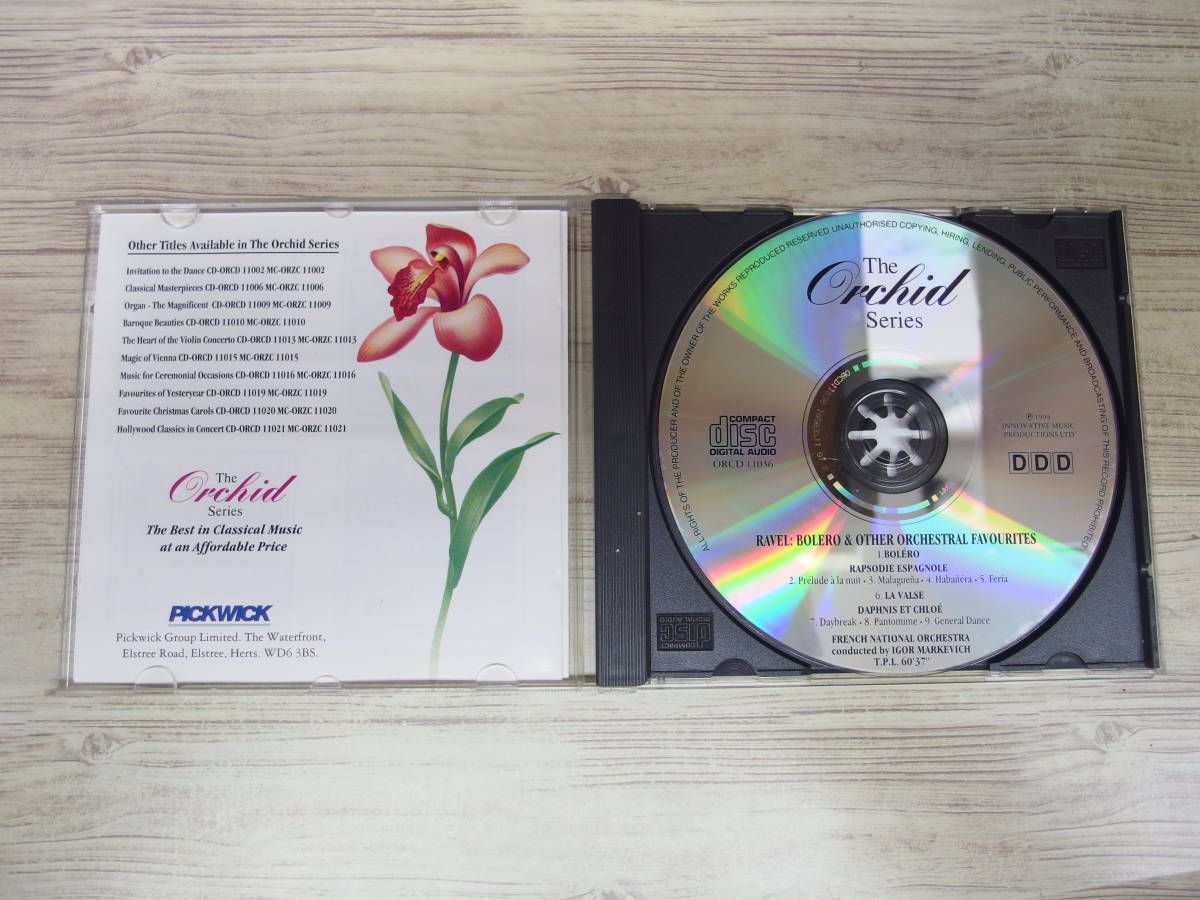 Other Titles Available in The Orchid Series
Invitation to the Dance CD-ORCD 11002 MC-ORZC 11002
Classical Masterpieces CD-ORCD 11006 MC-ORZC 11006
Organ - The Magnificent CD-ORCD 11009 MC-ORZC 11009
Baroque Beauties CD-ORCD 11010 MC-ORZC 11010
The Heart of the Violin Concerto CD-ORCD 11013 MC-ORZC 11013
Magic of Vienna CD-ORCD 11015 MC-ORZC 11015
Music for Ceremonial Occasions CD-ORCD 11016 MC-ORZC 11016
Favourites of Yesteryear CD-ORCD 11019 MC-ORZC 11019
Favourite Christmas Carols CD-ORCD 11020 MC-ORZC 11020
Hollywood Classics in Concert CD-ORCD 11021 MC-ORZC 11021
The
Orchid
Series
The Best in Classical Music
at an Affordable Price
PICKWICK
Pickwick Group Limited. The Waterfront,
Elstree Road, Elstree, Herts. WD6 3BS.
ALL RIGHTS OF THE PRODUCER AND OF THE OWNER OF THE WORKS REPRODUCED RESERVED. UNAUTHORISED COPYING, HIRING, LENDING, PUBLIC PERFORMANCE AND BROADCASTING OF THIS RECORD PROHIBITED
The
Orchid
Series
COMPACT
disc
DIGITAL AUDIO
ORCD 11036
℗ 1994
INNOVATIVE MUSIC
PRODUCTIONS LTD
DDD
RAVEL: BOLERO & OTHER ORCHESTRAL FAVOURITES
1. BOLÉRO
RAPSODIE ESPAGNOLE
2. Prélude à la nuit • 3. Malagueña • 4. Habañéra • 5. Feria
6. LA VALSE
DAPHNIS ET CHLOÉ
7. Daybreak • 8. Pantomime • 9. General Dance
FRENCH NATIONAL ORCHESTRA
conducted by IGOR MARKEVICH
T.P.L. 60'37"
COMPACT
disc
DIGITAL AUDIO